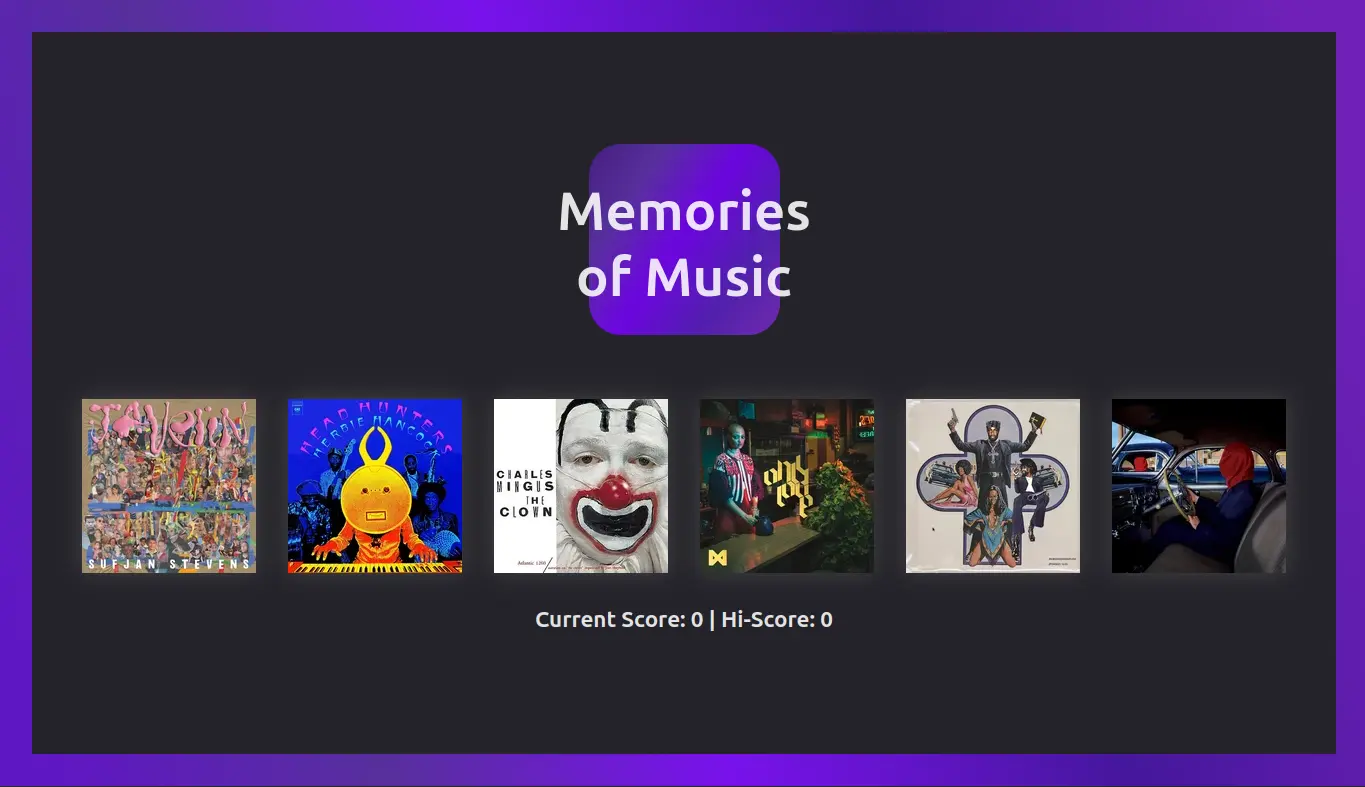 Memories
of Music
Javelin
SUFJAN STEVENS
HEAD HUNTERS
HERBIE HANCOCK
CHARLES
MINGUS
THE
CLOWN
Atlantic 1260
Current Score: 0 | Hi-Score: 0